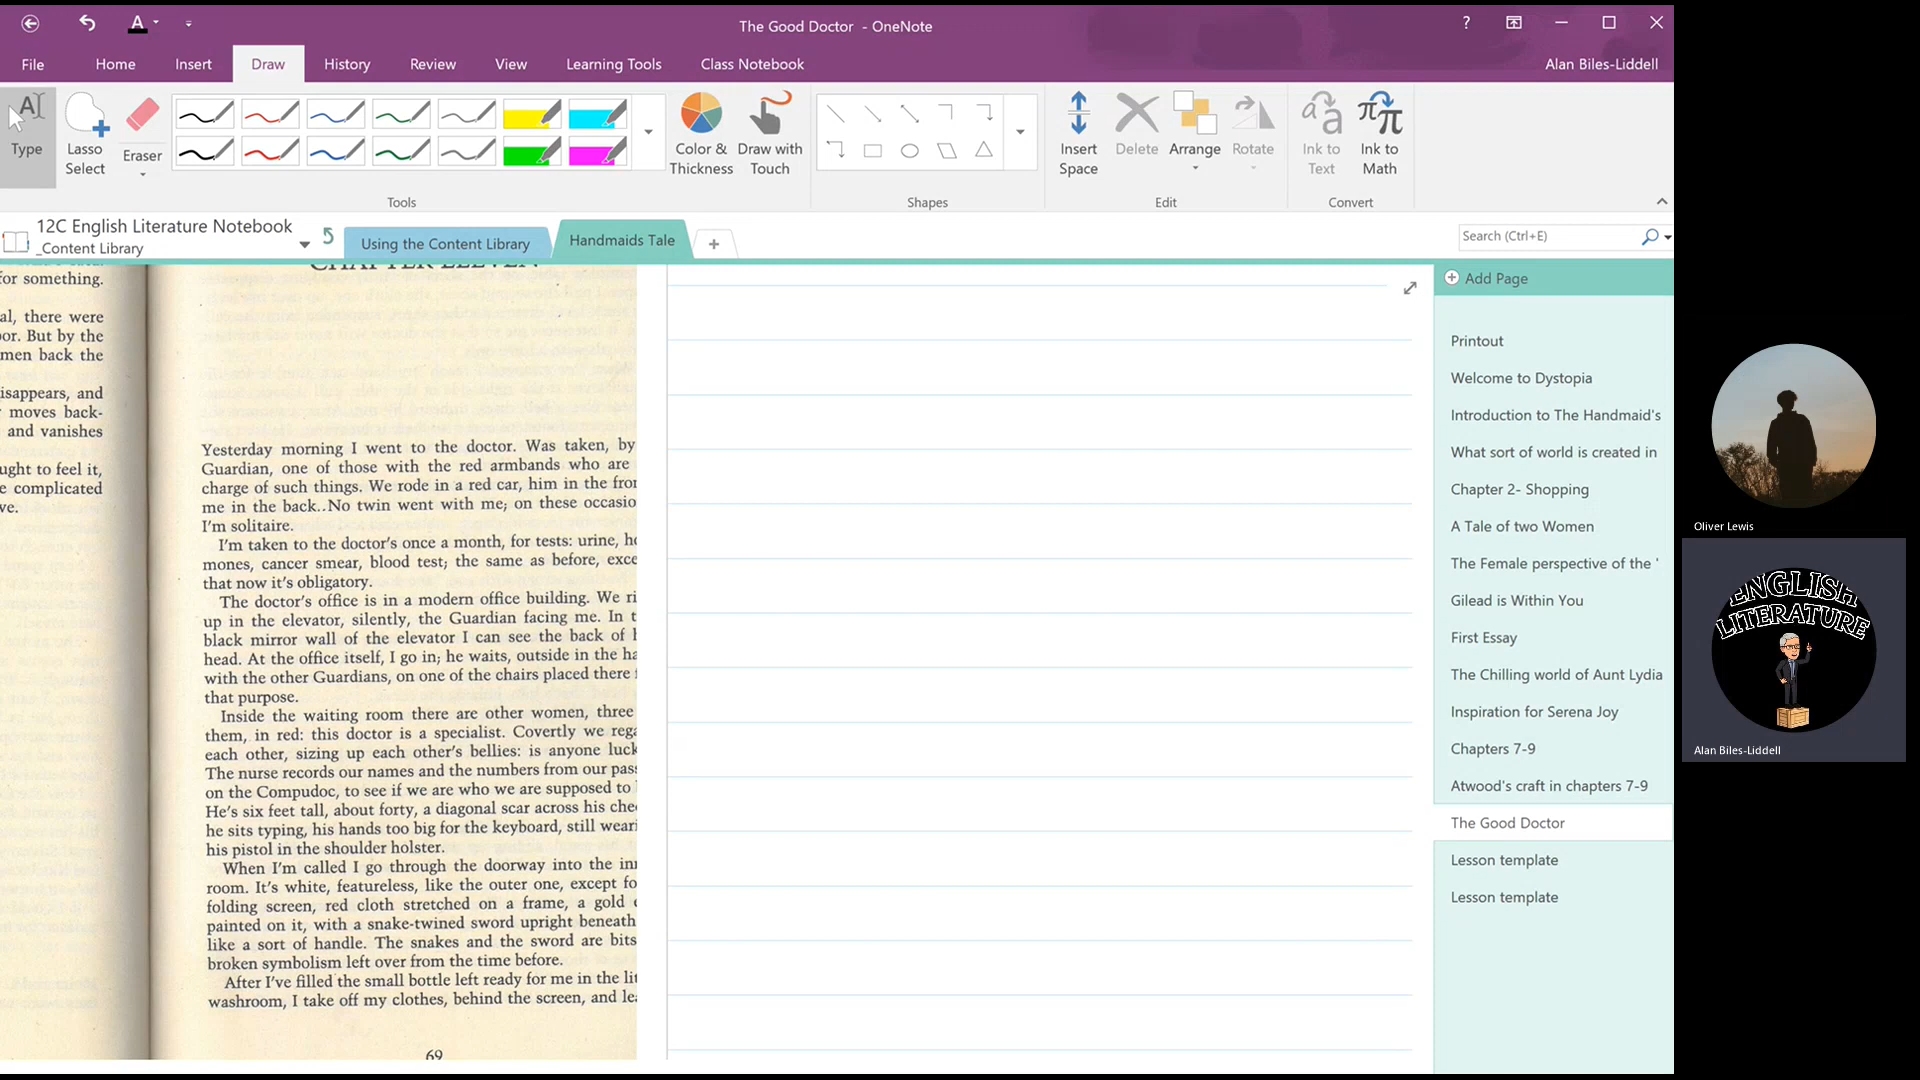 The Good Doctor - OneNote
?
File
Home
Insert
Draw
History
Review
View
Learning Tools
Class Notebook
Alan Biles-Liddell
Type
Lasso
Select
Eraser
Color &
Thickness
Draw with
Touch
Insert
Space
Delete
Arrange
Rotate
Ink to
Text
Ink to
Math
Tools
Shapes
Edit
Convert
12C English Literature Notebook
_Content Library
Using the Content Library
Handmaids Tale
Search (Ctrl+E)
for something.
al, there were
oor. But by the
men back the
isappears, and
moves back-
and vanishes
ught to feel it,
e complicated
ve.
CHAPTER ELEVEN
Yesterday morning I went to the doctor. Was taken, by
Guardian, one of those with the red armbands who are
charge of such things. We rode in a red car, him in the fron
me in the back..No twin went with me; on these occasio
I'm solitaire.
I'm taken to the doctor's once a month, for tests: urine, ho
mones, cancer smear, blood test; the same as before, exce
that now it's obligatory.
The doctor's office is in a modern office building. We ri
up in the elevator, silently, the Guardian facing me. In t
black mirror wall of the elevator I can see the back of h
head. At the office itself, I go in; he waits, outside in the ha
with the other Guardians, on one of the chairs placed there f
that purpose.
Inside the waiting room there are other women, three
them, in red: this doctor is a specialist. Covertly we rega
each other, sizing up each other's bellies: is anyone luck
The nurse records our names and the numbers from our pass
on the Compudoc, to see if we are who we are supposed to b
He's six feet tall, about forty, a diagonal scar across his chee
he sits typing, his hands too big for the keyboard, still weari
his pistol in the shoulder holster.
When I'm called I go through the doorway into the inn
room. It's white, featureless, like the outer one, except fo
folding screen, red cloth stretched on a frame, a gold e
painted on it, with a snake-twined sword upright beneath
like a sort of handle. The snakes and the sword are bits
broken symbolism left over from the time before.
After I've filled the small bottle left ready for me in the lit
washroom, I take off my clothes, behind the screen, and lea
69
Add Page
Printout
Welcome to Dystopia
Introduction to The Handmaid's
What sort of world is created in
Chapter 2- Shopping
A Tale of two Women
The Female perspective of the '
Gilead is Within You
First Essay
The Chilling world of Aunt Lydia
Inspiration for Serena Joy
Chapters 7-9
Atwood's craft in chapters 7-9
The Good Doctor
Lesson template
Lesson template
Oliver Lewis
ENGLISH
LITERATURE
Alan Biles-Liddell